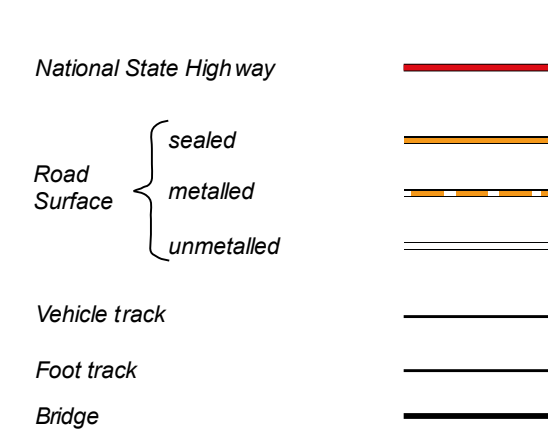 National State Highway
sealed
Road
Surface
metalled
unmetalled
Vehicle track
Foot track
Bridge